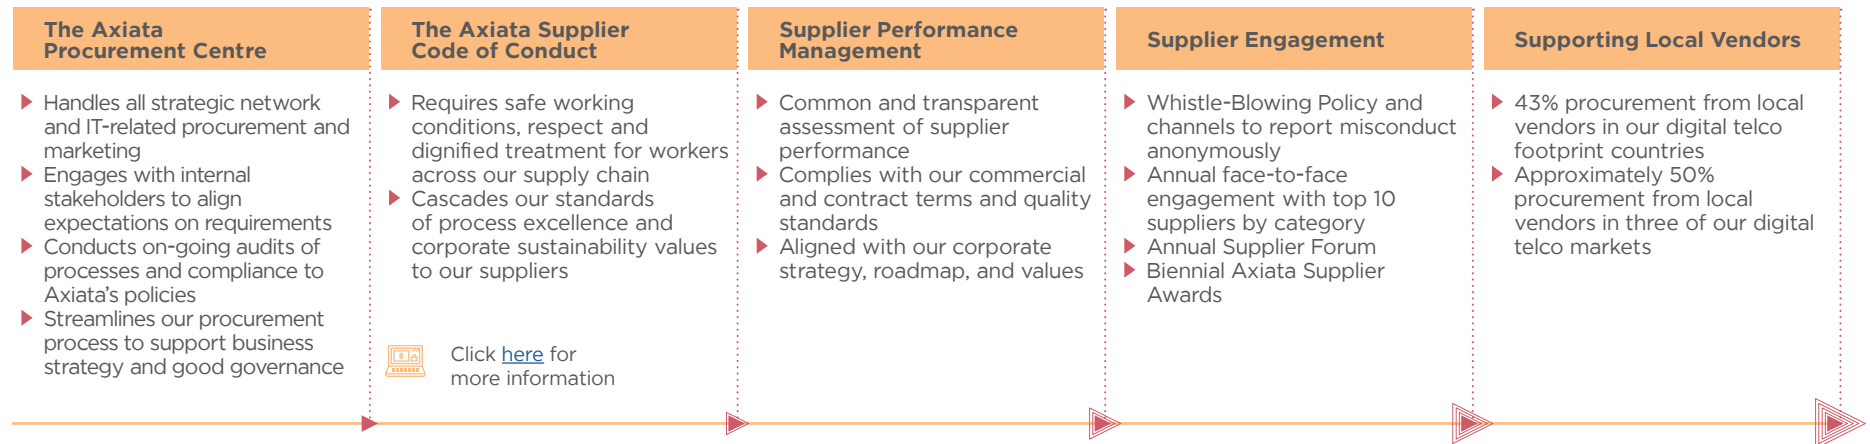 The Axiata
Procurement Centre
Handles all strategic network
and IT-related procurement and
marketing
Engages with internal
stakeholders to align
expectations on requirements
Conducts on-going audits of
processes and compliance to
Axiata's policies
Streamlines our procurement
process to support business
strategy and good governance
The Axiata Supplier
Code of Conduct
Requires safe working
conditions, respect and
dignified treatment for workers
across our supply chain
Cascades our standards
of process excellence and
corporate sustainability values
to our suppliers
Click here for
more information
Supplier Performance
Management
Common and transparent
assessment of supplier
performance
Complies with our commercial
and contract terms and quality
standards
Aligned with our corporate
strategy, roadmap, and values
Supplier Engagement
Whistle-Blowing Policy and
channels to report misconduct
anonymously
Annual face-to-face
engagement with top 10
suppliers by category
Annual Supplier Forum
Biennial Axiata Supplier
Awards
Supporting Local Vendors
43% procurement from local
vendors in our digital telco
footprint countries
Approximately 50%
procurement from local
vendors in three of our digital
telco markets